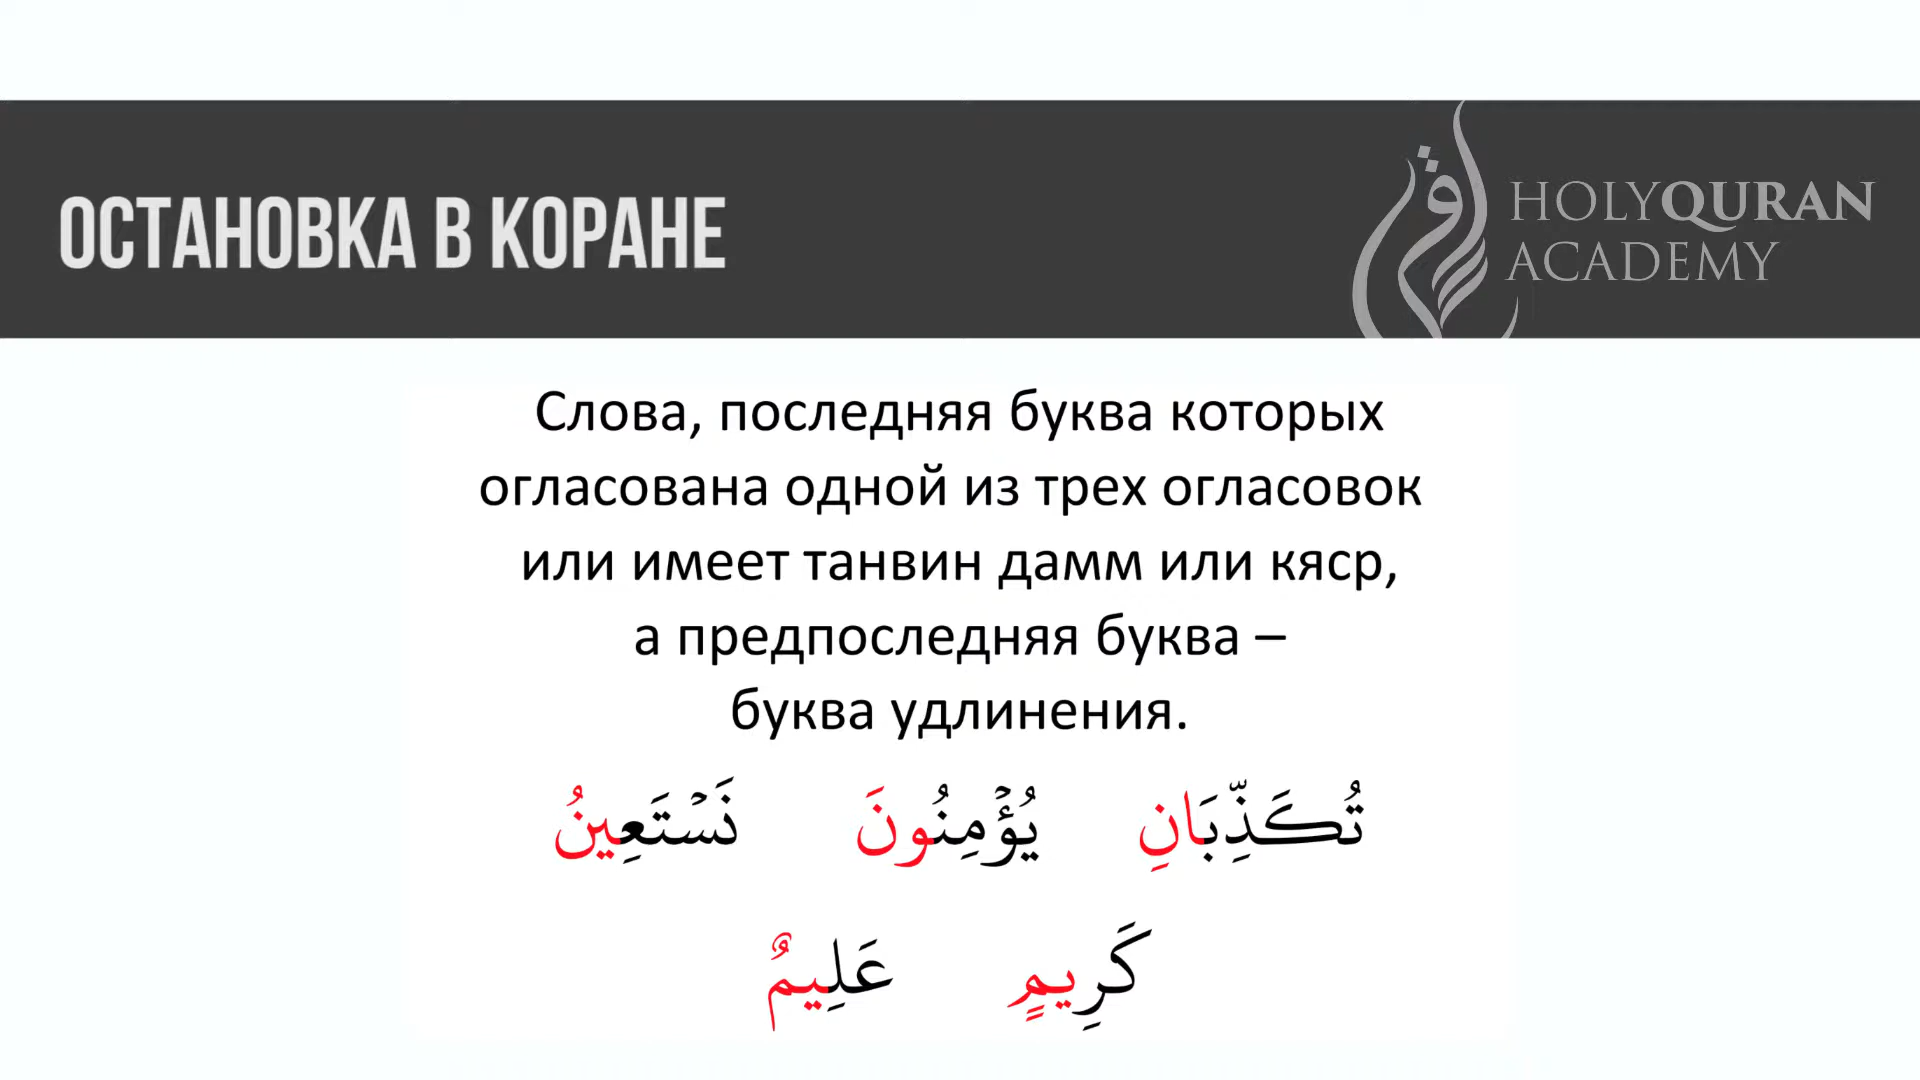 ОСТАНОВКА В КОРАНЕ
HOLYQURAN
ACADEMY
Слова, последняя буква которых
огласована одной из трех огласовок
или имеет танвин дамм или кяср,
а предпоследняя буква –
буква удлинения.
تُكَذِّبَانِ يُؤْمِنُونَ نَسْتَعِينُ
كَرِيمٍ عَلِيمٌ